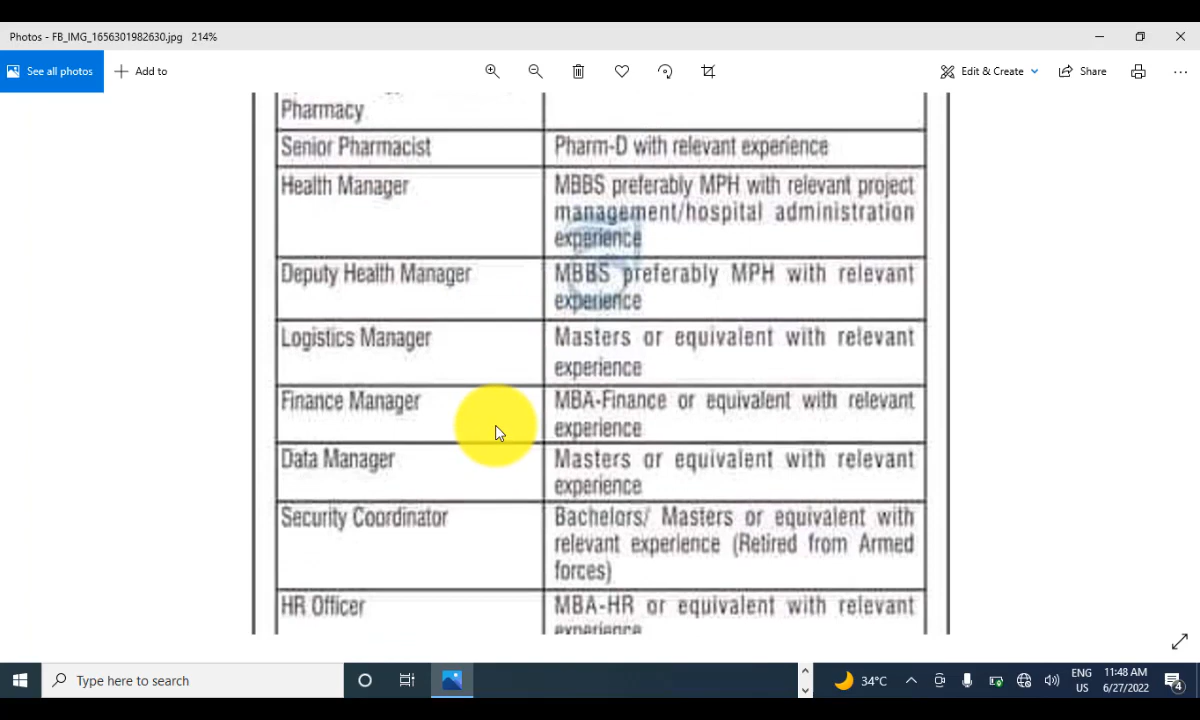 Photos - FB_IMG_1656301982630.jpg 214%
See all photos
Add to
Edit & Create
Share
Pharmacy
Senior Pharmacist
Pharm-D with relevant experience
Health Manager
MBBS preferably MPH with relevant project
management/hospital administration
experience
Deputy Health Manager
MBBS preferably MPH with relevant
experience
Logistics Manager
Masters or equivalent with relevant
experience
Finance Manager
MBA-Finance or equivalent with relevant
experience
Data Manager
Masters or equivalent with relevant
experience
Security Coordinator
Bachelors/ Masters or equivalent with
relevant experience (Retired from Armed
forces)
HR Officer
MBA-HR or equivalent with relevant
experience
Type here to search
34°C
ENG
US
11:48 AM
6/27/2022
4